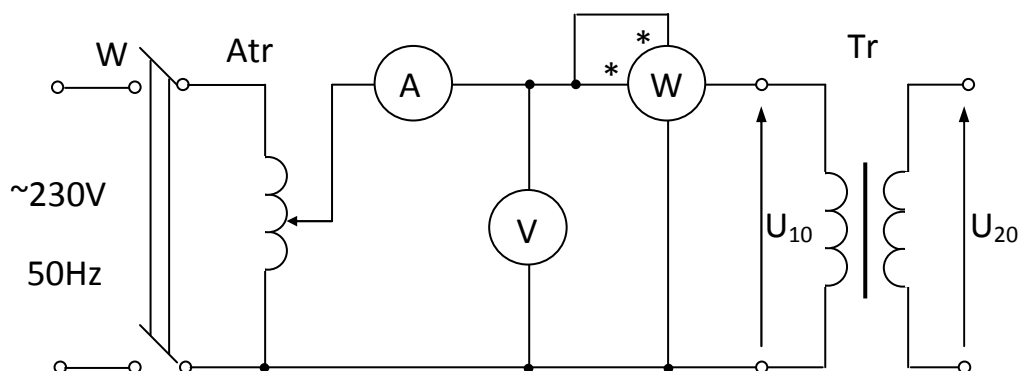 W
Atr
A
*
*
W
Tr
~230V
50Hz
V
U₁₀
U₂₀